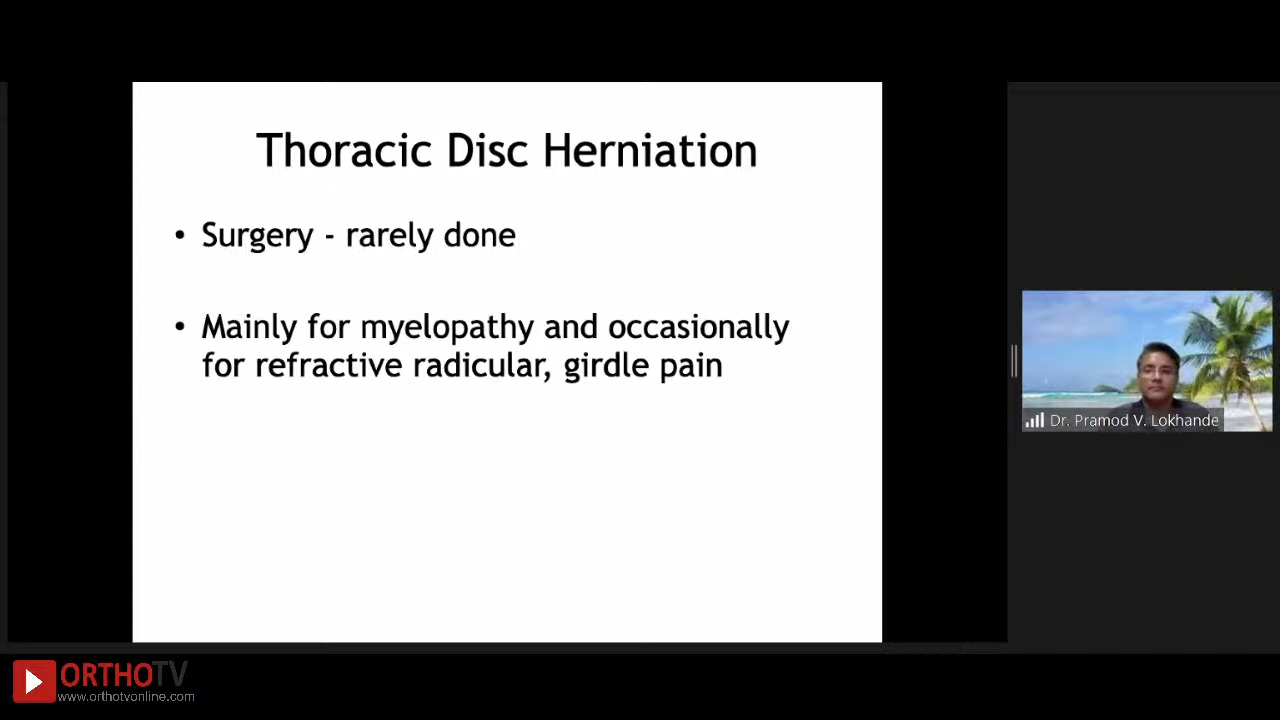 Thoracic Disc Herniation
• Surgery - rarely done
• Mainly for myelopathy and occasionally
for refractive radicular, girdle pain
Dr. Pramod V. Lokhande
ORTHOTV
www.orthotvonline.com